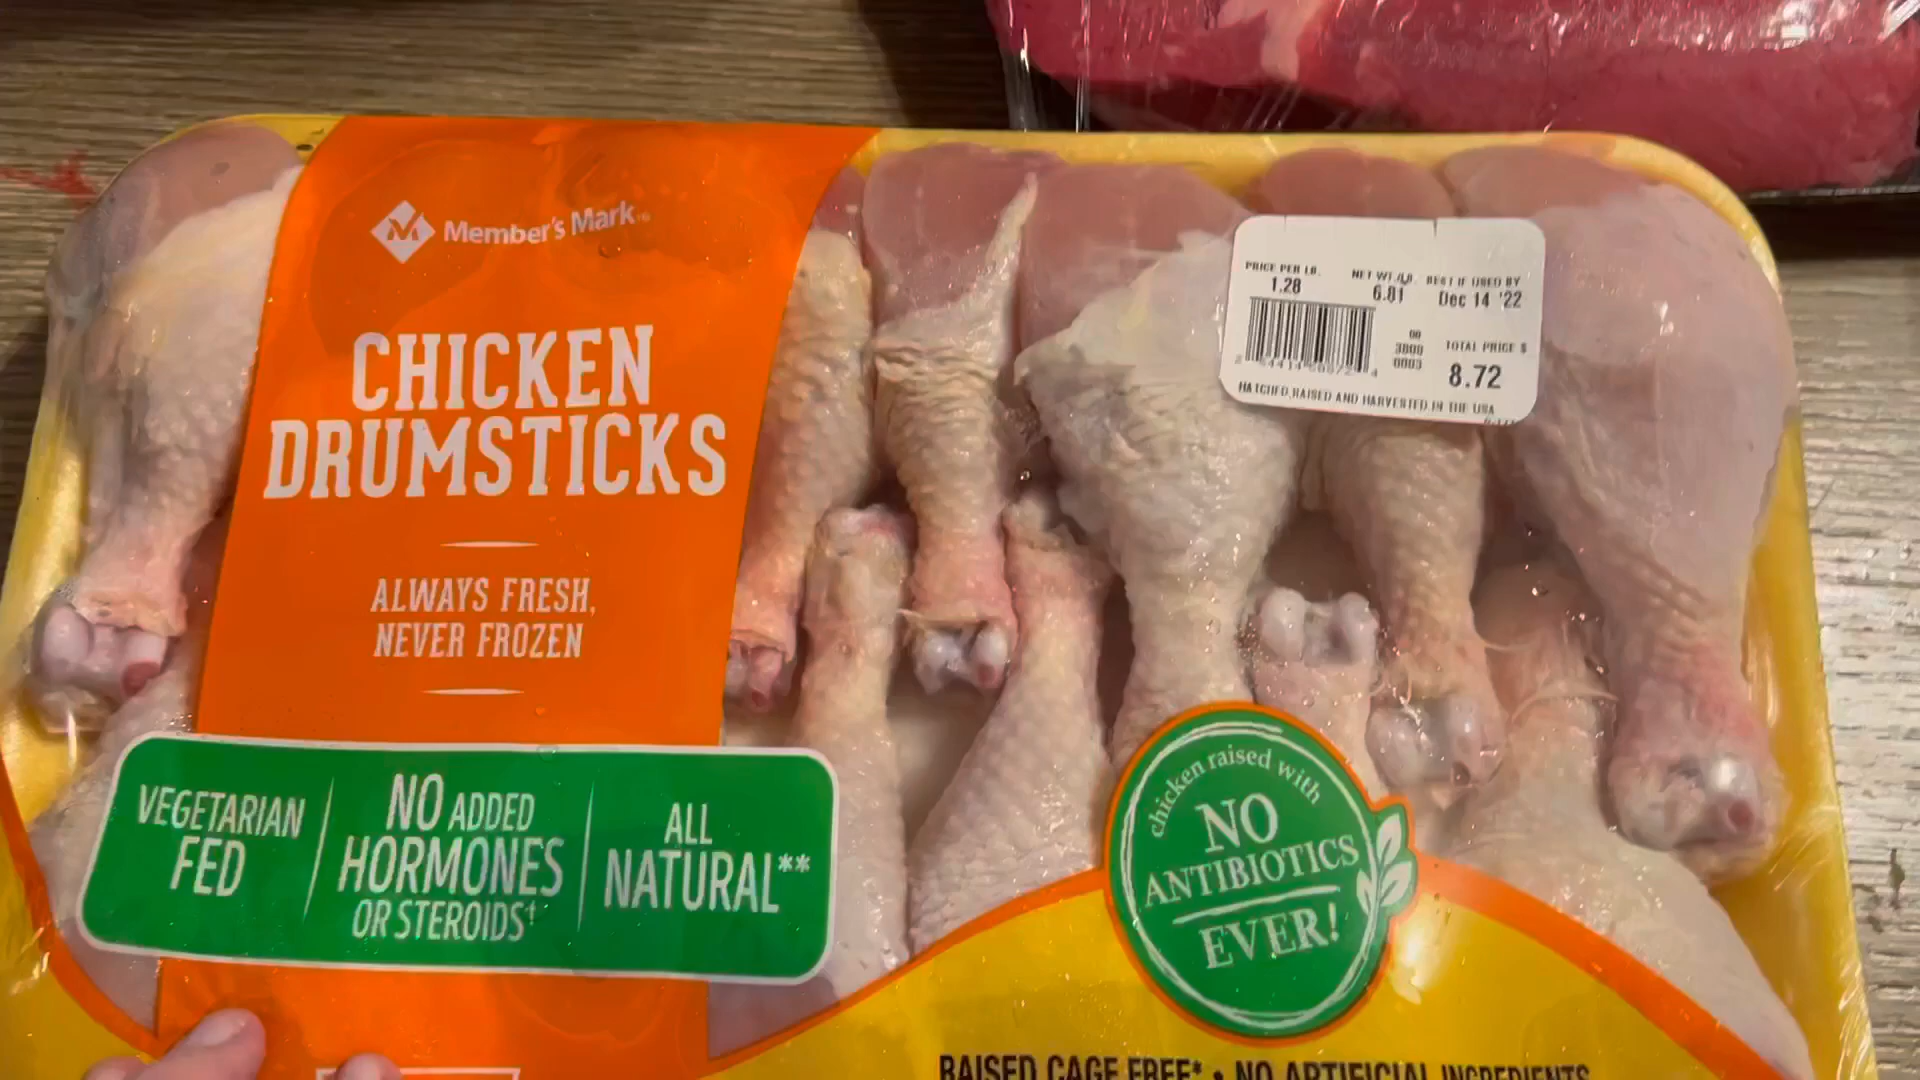 Member's Mark
CHICKEN
DRUMSTICKS
ALWAYS FRESH,
NEVER FROZEN
VEGETARIAN
FED
NO ADDED
HORMONES
OR STEROIDS†
ALL
NATURAL**
PRICE PER LB. NET WT./LB. BEST IF USED BY
1.28 6.81 Dec 14 '22
00
3000
0003
TOTAL PRICE $
8.72
HATCHED, RAISED AND HARVESTED IN THE USA
chicken raised with
NO
ANTIBIOTICS
EVER!
RAISED CAGE FREE* • NO ARTIFICIAL INGREDIENTS